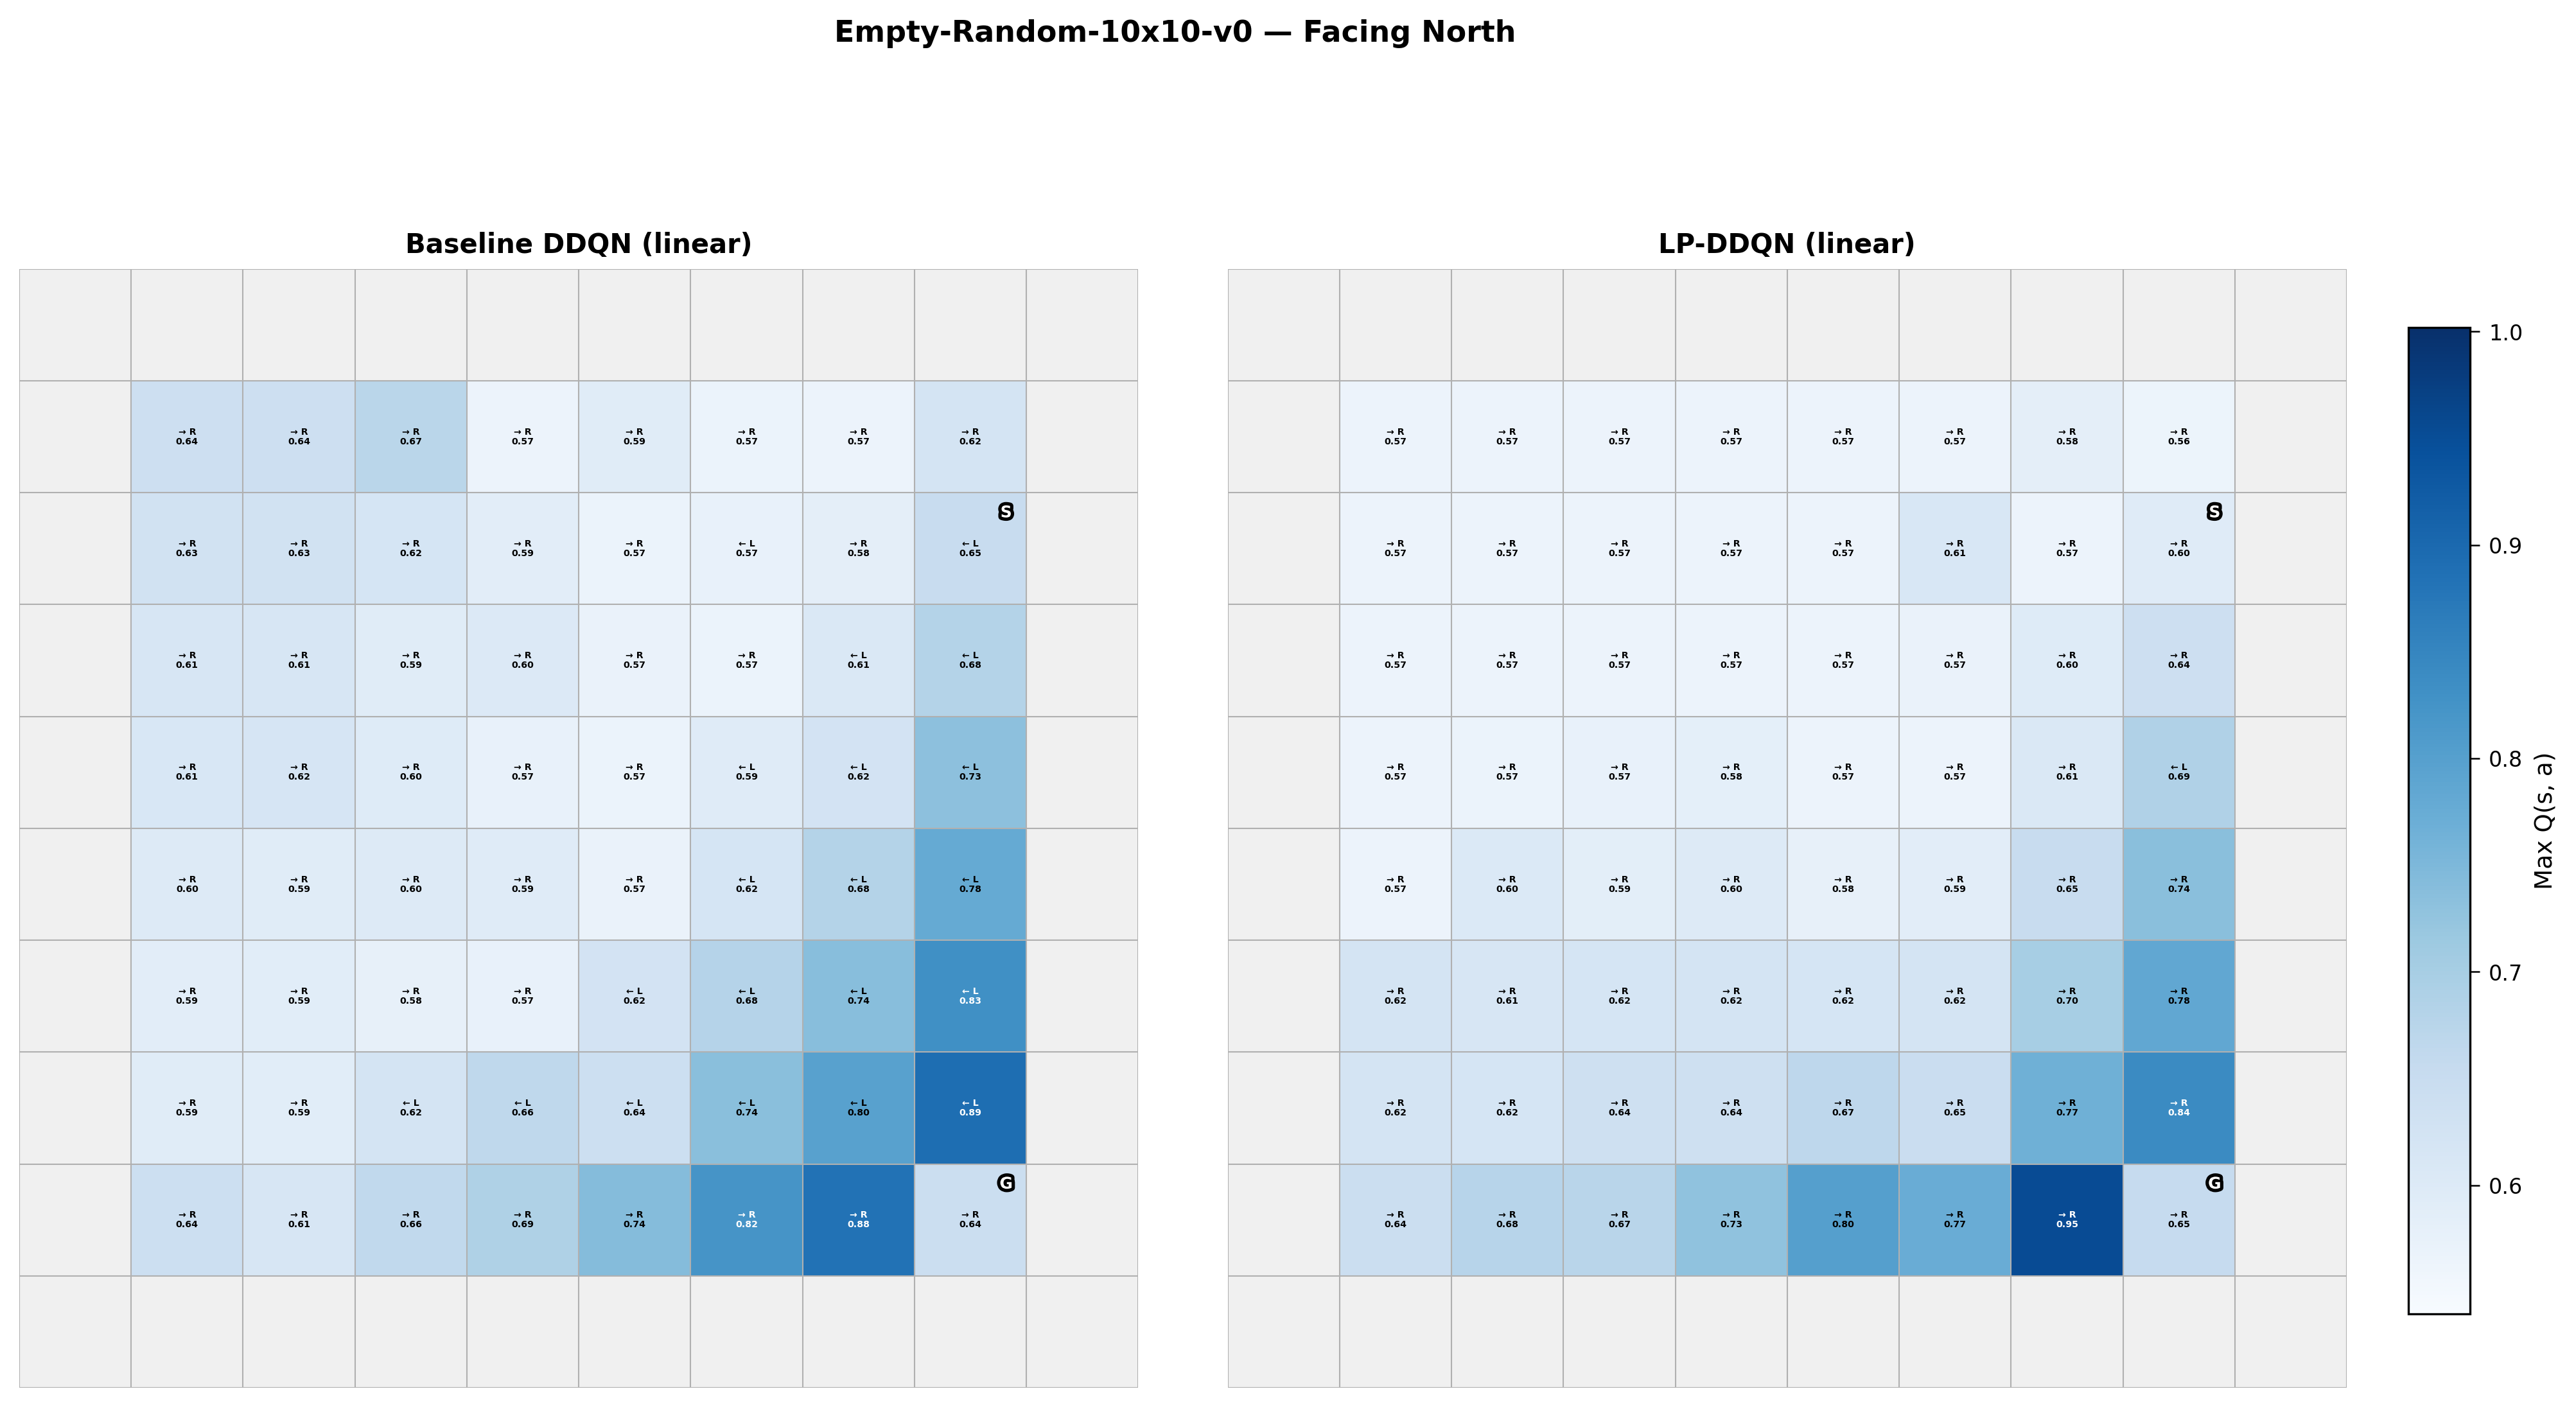 Empty-Random-10x10-v0 — Facing North
Baseline DDQN (linear)
→ R → R → R → R → R → R → R → R
0.64 0.64 0.67 0.57 0.59 0.57 0.57 0.62
S
→ R → R → R → R → R ← L → R ← L
0.63 0.63 0.62 0.59 0.57 0.57 0.58 0.65
→ R → R → R → R → R → R ← L ← L
0.61 0.61 0.59 0.60 0.57 0.57 0.61 0.68
→ R → R → R → R → R ← L ← L ← L
0.61 0.62 0.60 0.57 0.57 0.59 0.62 0.73
→ R → R → R → R → R ← L ← L ← L
0.60 0.59 0.60 0.59 0.57 0.62 0.68 0.78
→ R → R → R → R ← L ← L ← L ← L
0.59 0.59 0.58 0.57 0.62 0.68 0.74 0.83
→ R → R ← L ← L ← L ← L ← L ← L
0.59 0.59 0.62 0.66 0.64 0.74 0.80 0.89
G
→ R → R → R → R → R → R → R → R
0.64 0.61 0.66 0.69 0.74 0.82 0.88 0.64
LP-DDQN (linear)
→ R → R → R → R → R → R → R → R
0.57 0.57 0.57 0.57 0.57 0.57 0.58 0.56
S
→ R → R → R → R → R → R → R → R
0.57 0.57 0.57 0.57 0.57 0.61 0.57 0.60
→ R → R → R → R → R → R → R → R
0.57 0.57 0.57 0.57 0.57 0.57 0.60 0.64
→ R → R → R → R → R → R → R ← L
0.57 0.57 0.57 0.58 0.57 0.57 0.61 0.69
→ R → R → R → R → R → R → R → R
0.57 0.60 0.59 0.60 0.58 0.59 0.65 0.74
→ R → R → R → R → R → R → R → R
0.62 0.61 0.62 0.62 0.62 0.62 0.70 0.78
→ R → R → R → R → R → R → R → R
0.62 0.62 0.64 0.64 0.67 0.65 0.77 0.84
G
→ R → R → R → R → R → R → R → R
0.64 0.68 0.67 0.73 0.80 0.77 0.95 0.65
1.0
0.9
0.8
0.7
0.6
Max Q(s, a)